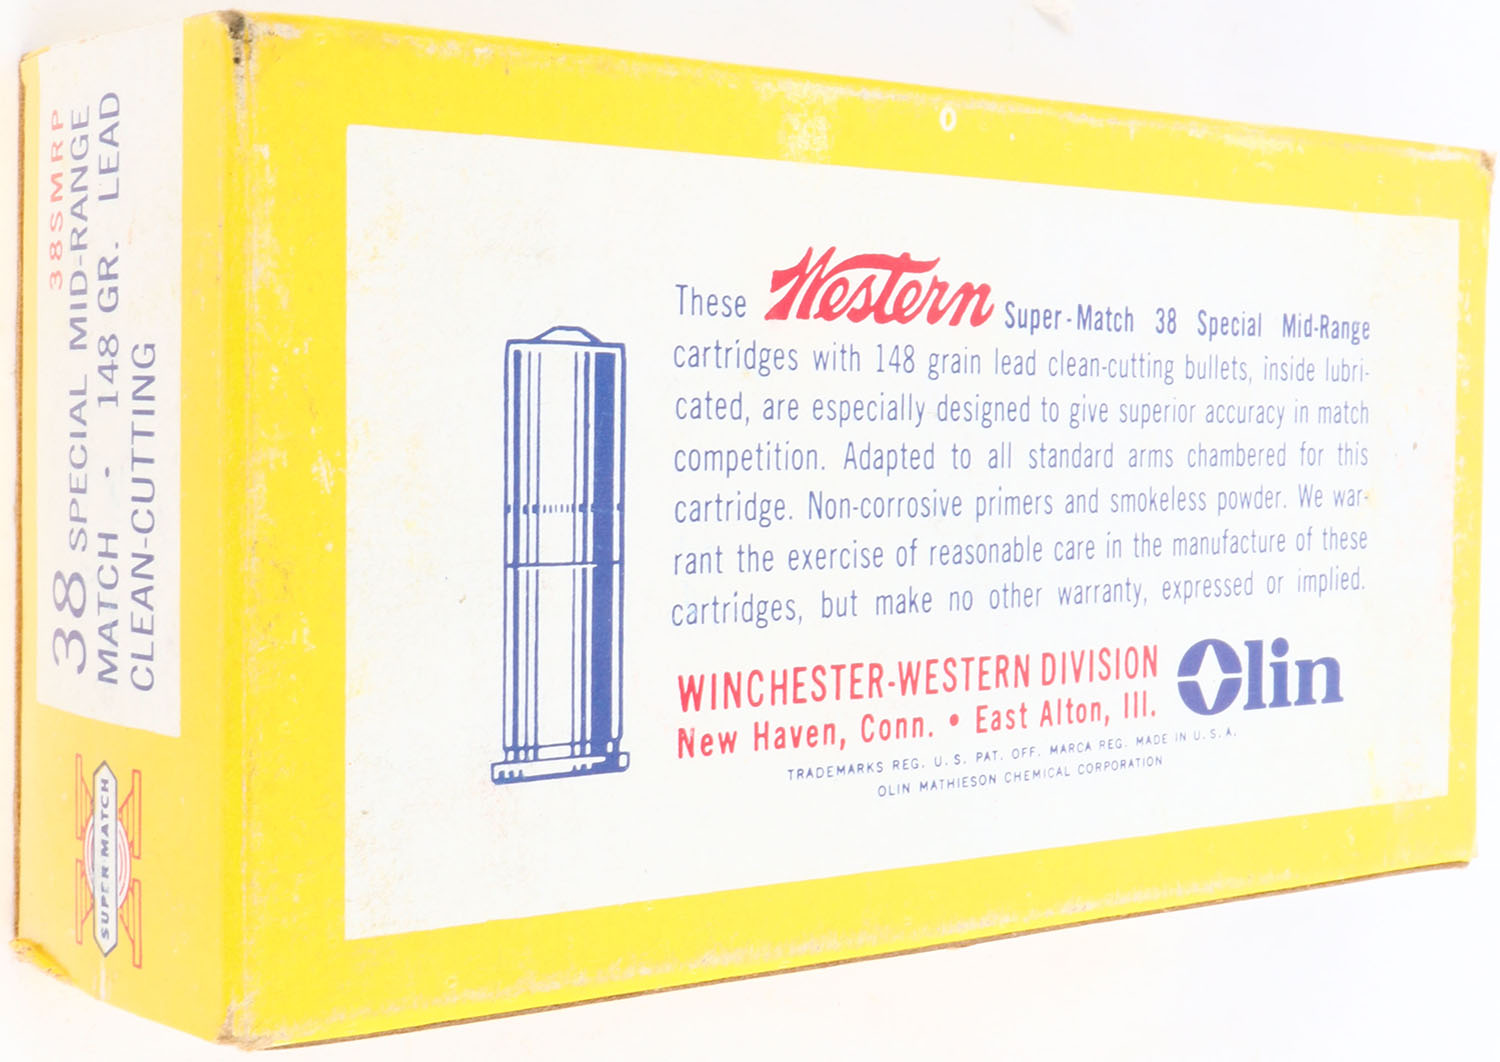 38SMRP
38 SPECIAL MID-RANGE
MATCH · 148 GR. LEAD
CLEAN-CUTTING
SUPER MATCH
These Western Super-Match 38 Special Mid-Range
cartridges with 148 grain lead clean-cutting bullets, inside lubri-
cated, are especially designed to give superior accuracy in match
competition. Adapted to all standard arms chambered for this
cartridge. Non-corrosive primers and smokeless powder. We war-
rant the exercise of reasonable care in the manufacture of these
cartridges, but make no other warranty, expressed or implied.
WINCHESTER-WESTERN DIVISION
New Haven, Conn. • East Alton, Ill.
Olin
TRADEMARKS REG. U.S. PAT. OFF. MARCA REG. MADE IN U.S.A.
OLIN MATHIESON CHEMICAL CORPORATION